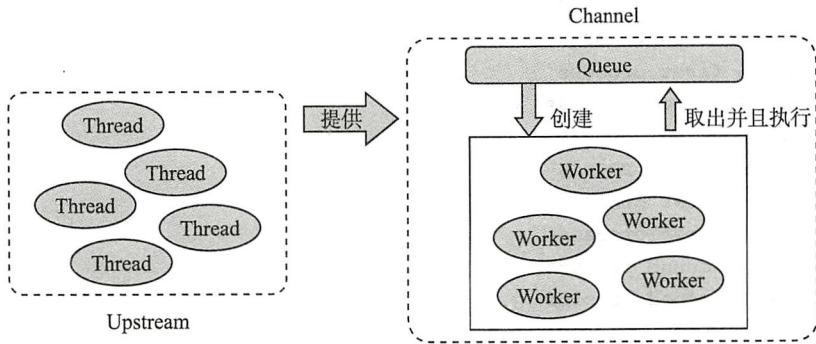 Channel
Queue
创建
取出并且执行
提供
Thread
Thread
Thread
Thread
Thread
Worker
Worker
Worker
Worker
Worker
Upstream